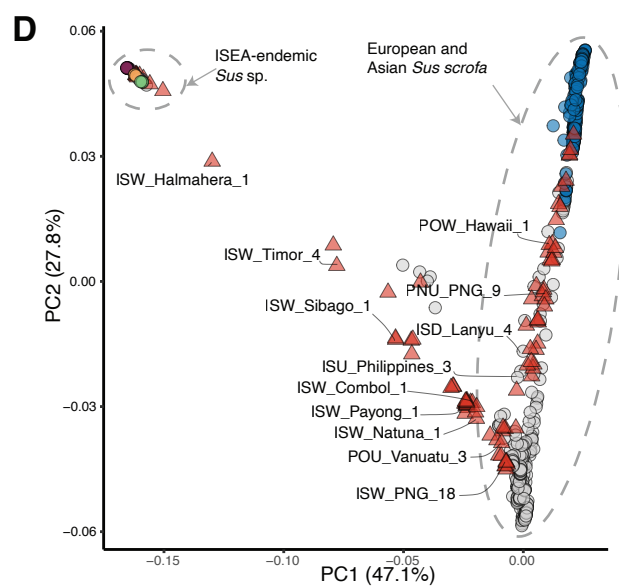 D
0.06
0.03
0.00
−0.03
−0.06
PC2 (27.8%)
ISEA-endemic
Sus sp.
European and
Asian Sus scrofa
ISW_Halmahera_1
ISW_Timor_4
ISW_Sibago_1
POW_Hawaii_1
PNU_PNG_9
ISD_Lanyu_4
ISU_Philippines_3
ISW_Combol_1
ISW_Payong_1
ISW_Natuna_1
POU_Vanuatu_3
ISW_PNG_18
−0.15
−0.10
−0.05
0.00
PC1 (47.1%)